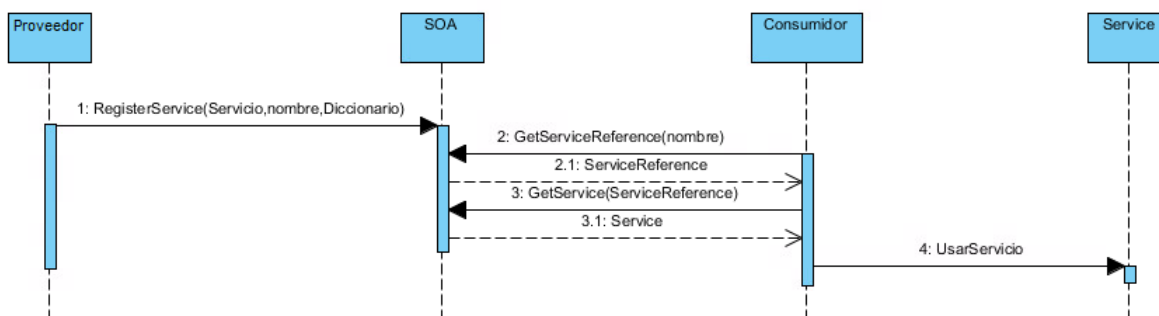 Proveedor
SOA
Consumidor
Service
1: RegisterService(Servicio,nombre,Diccionario)
2: GetServiceReference(nombre)
2.1: ServiceReference
3: GetService(ServiceReference)
3.1: Service
4: UsarServicio